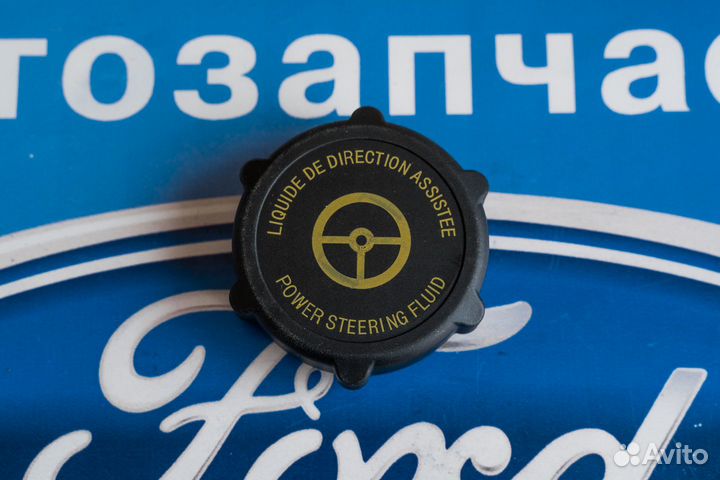 тозапчас
LIQUIDE DE DIRECTION ASSISTEE
POWER STEERING FLUID
Ford
Avito